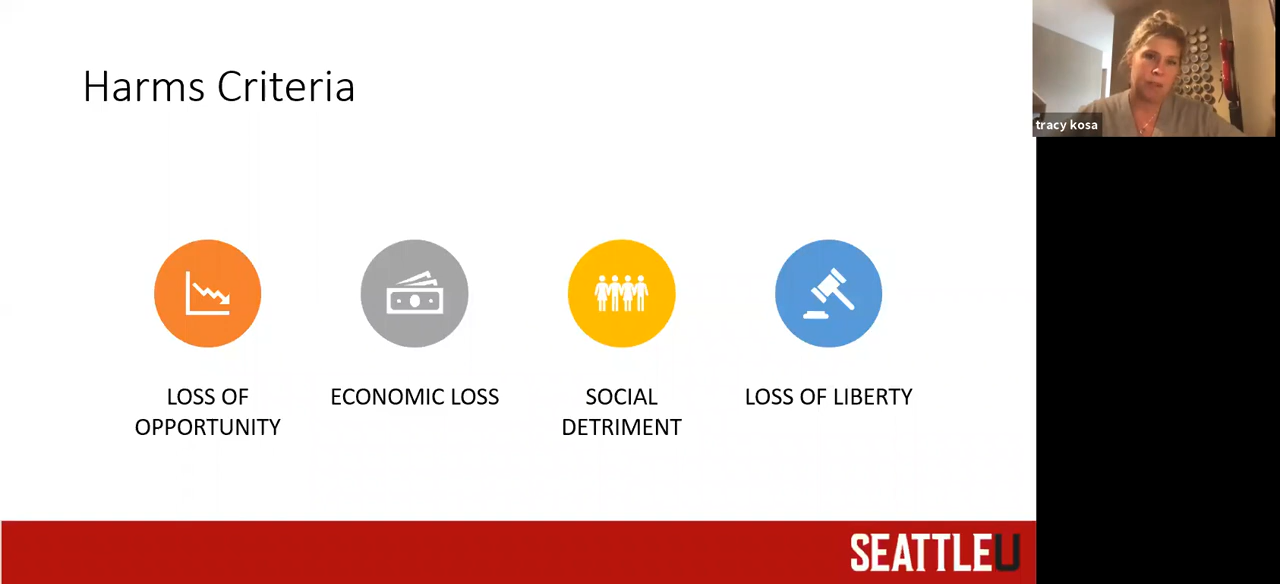 Harms Criteria
tracy kosa
LOSS OF
OPPORTUNITY
ECONOMIC LOSS
SOCIAL
DETRIMENT
LOSS OF LIBERTY
SEATTLEU